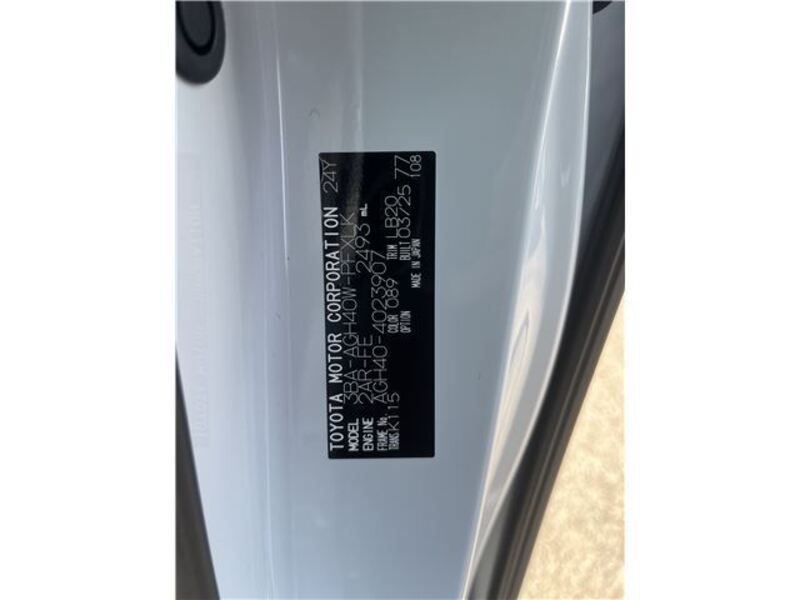 TOYOTA MOTOR CORPORATION 24Y
MODEL 3BA-AGH40W-PFXLK
ENGINE 2AR-FE 2493 mL
FRAME No. AGH40-4023907
COLOR 089 TRIM LB20 77
TRANS K115 OPTION BUILT 03725 108
MADE IN JAPAN